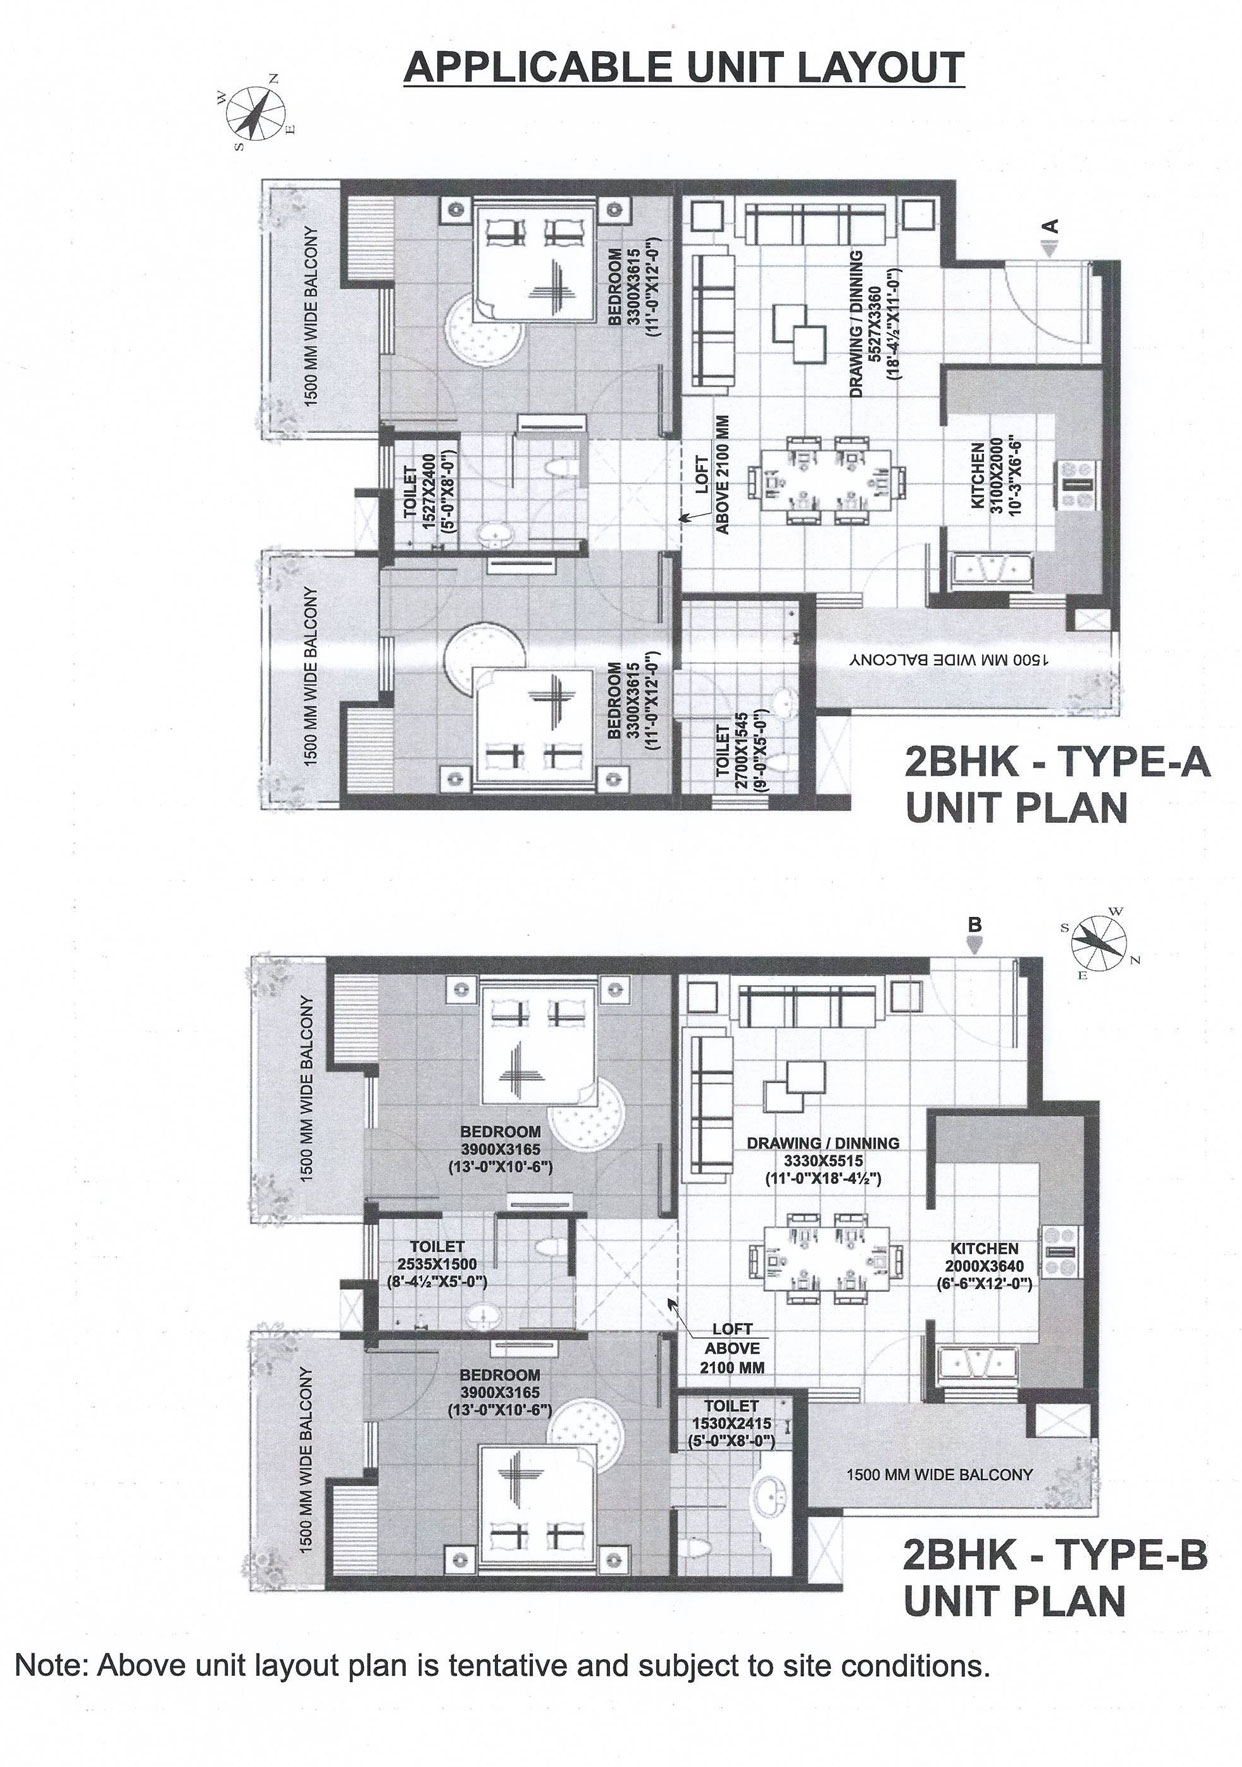 APPLICABLE UNIT LAYOUT
N
W
E
S
A
1500 MM WIDE BALCONY
BEDROOM
3300X3615
(11'-0"X12'-0")
DRAWING / DINNING
5527X3360
(18'-4½"X11'-0")
TOILET
1527X2400
(5'-0"X8'-0")
LOFT
ABOVE 2100 MM
KITCHEN
3100X2000
10'-3"X6'-6"
1500 MM WIDE BALCONY
BEDROOM
3300X3615
(11'-0"X12'-0")
TOILET
2700X1545
(9'-0"X5'-0")
1500 MM WIDE BALCONY
2BHK - TYPE-A
UNIT PLAN
B
W
S
N
E
1500 MM WIDE BALCONY
BEDROOM
3900X3165
(13'-0"X10'-6")
DRAWING / DINNING
3330X5515
(11'-0"X18'-4½")
TOILET
2535X1500
(8'-4½"X5'-0")
KITCHEN
2000X3640
(6'-6"X12'-0")
LOFT
ABOVE
2100 MM
1500 MM WIDE BALCONY
BEDROOM
3900X3165
(13'-0"X10'-6")
TOILET
1530X2415
(5'-0"X8'-0")
1500 MM WIDE BALCONY
2BHK - TYPE-B
UNIT PLAN
Note: Above unit layout plan is tentative and subject to site conditions.